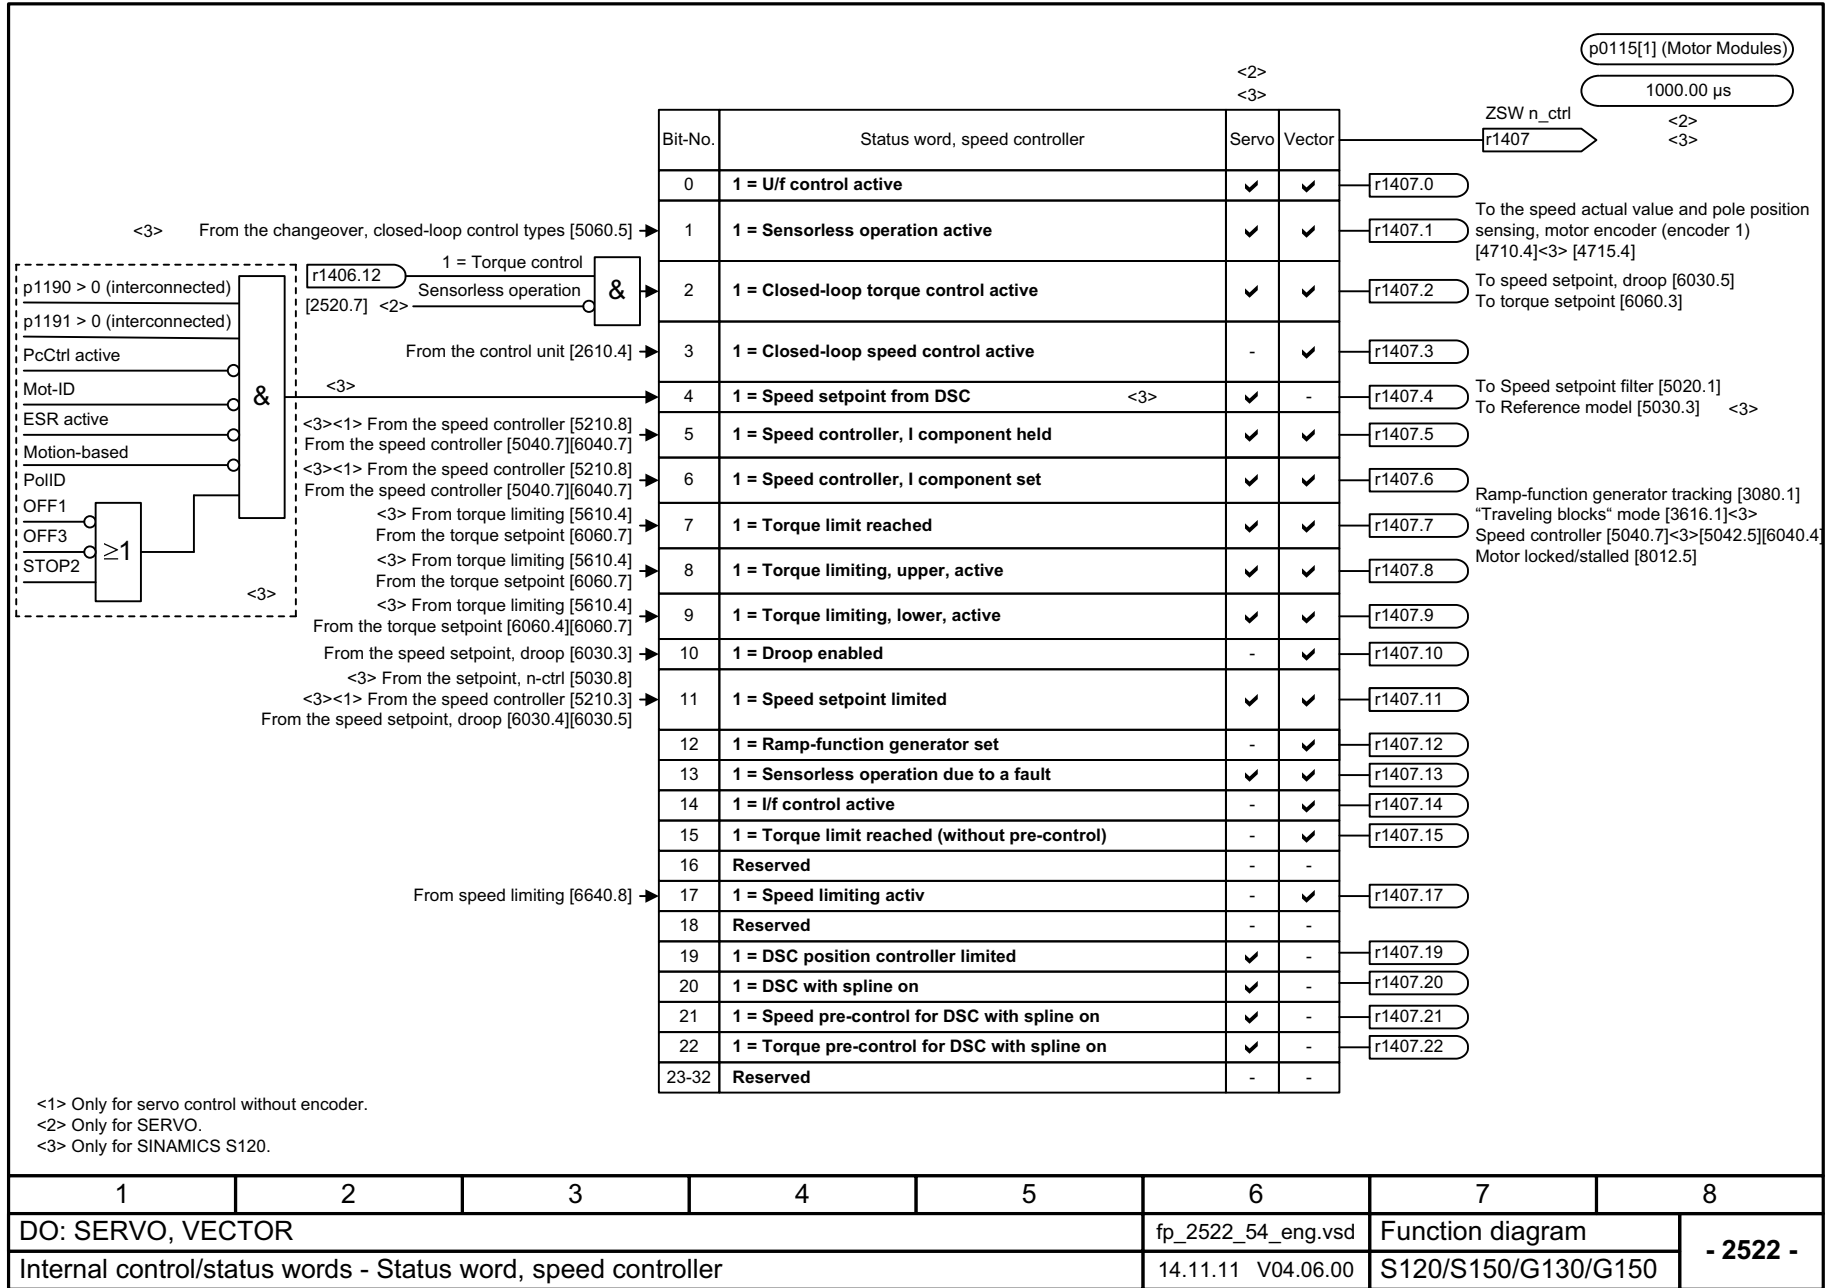 p0115[1] (Motor Modules)
1000.00 µs
<2>
<3>
<2>
<3>
ZSW n_ctrl
r1407
Bit-No. Status word, speed controller Servo Vector
0 1 = U/f control active ✔ ✔ r1407.0
<3> From the changeover, closed-loop control types [5060.5] 1 1 = Sensorless operation active ✔ ✔ r1407.1
To the speed actual value and pole position
sensing, motor encoder (encoder 1)
[4710.4]<3> [4715.4]
r1406.12 1 = Torque control
Sensorless operation
[2520.7] <2>
&
2 1 = Closed-loop torque control active ✔ ✔ r1407.2
To speed setpoint, droop [6030.5]
To torque setpoint [6060.3]
p1190 > 0 (interconnected)
p1191 > 0 (interconnected)
PcCtrl active
Mot-ID
ESR active
Motion-based
PolID
OFF1
OFF3
STOP2
≥1
&
<3>
<3>
From the control unit [2610.4] 3 1 = Closed-loop speed control active - ✔ r1407.3
4 1 = Speed setpoint from DSC <3> ✔ - r1407.4
To Speed setpoint filter [5020.1]
To Reference model [5030.3] <3>
<3><1> From the speed controller [5210.8]
From the speed controller [5040.7][6040.7]
5 1 = Speed controller, I component held ✔ ✔ r1407.5
<3><1> From the speed controller [5210.8]
From the speed controller [5040.7][6040.7]
6 1 = Speed controller, I component set ✔ ✔ r1407.6
<3> From torque limiting [5610.4]
From the torque setpoint [6060.7]
7 1 = Torque limit reached ✔ ✔ r1407.7
Ramp-function generator tracking [3080.1]
“Traveling blocks“ mode [3616.1]<3>
Speed controller [5040.7]<3>[5042.5][6040.4]
Motor locked/stalled [8012.5]
<3> From torque limiting [5610.4]
From the torque setpoint [6060.7]
8 1 = Torque limiting, upper, active ✔ ✔ r1407.8
<3> From torque limiting [5610.4]
From the torque setpoint [6060.4][6060.7]
9 1 = Torque limiting, lower, active ✔ ✔ r1407.9
From the speed setpoint, droop [6030.3] 10 1 = Droop enabled - ✔ r1407.10
<3> From the setpoint, n-ctrl [5030.8]
<3><1> From the speed controller [5210.3]
From the speed setpoint, droop [6030.4][6030.5]
11 1 = Speed setpoint limited ✔ ✔ r1407.11
12 1 = Ramp-function generator set - ✔ r1407.12
13 1 = Sensorless operation due to a fault ✔ ✔ r1407.13
14 1 = I/f control active - ✔ r1407.14
15 1 = Torque limit reached (without pre-control) - ✔ r1407.15
16 Reserved - -
From speed limiting [6640.8] 17 1 = Speed limiting activ - ✔ r1407.17
18 Reserved - -
19 1 = DSC position controller limited ✔ - r1407.19
20 1 = DSC with spline on ✔ - r1407.20
21 1 = Speed pre-control for DSC with spline on ✔ - r1407.21
22 1 = Torque pre-control for DSC with spline on ✔ - r1407.22
23-32 Reserved - -
<1> Only for servo control without encoder.
<2> Only for SERVO.
<3> Only for SINAMICS S120.
1 2 3 4 5 6 7 8
DO: SERVO, VECTOR fp_2522_54_eng.vsd Function diagram
- 2522 -
Internal control/status words - Status word, speed controller 14.11.11 V04.06.00 S120/S150/G130/G150